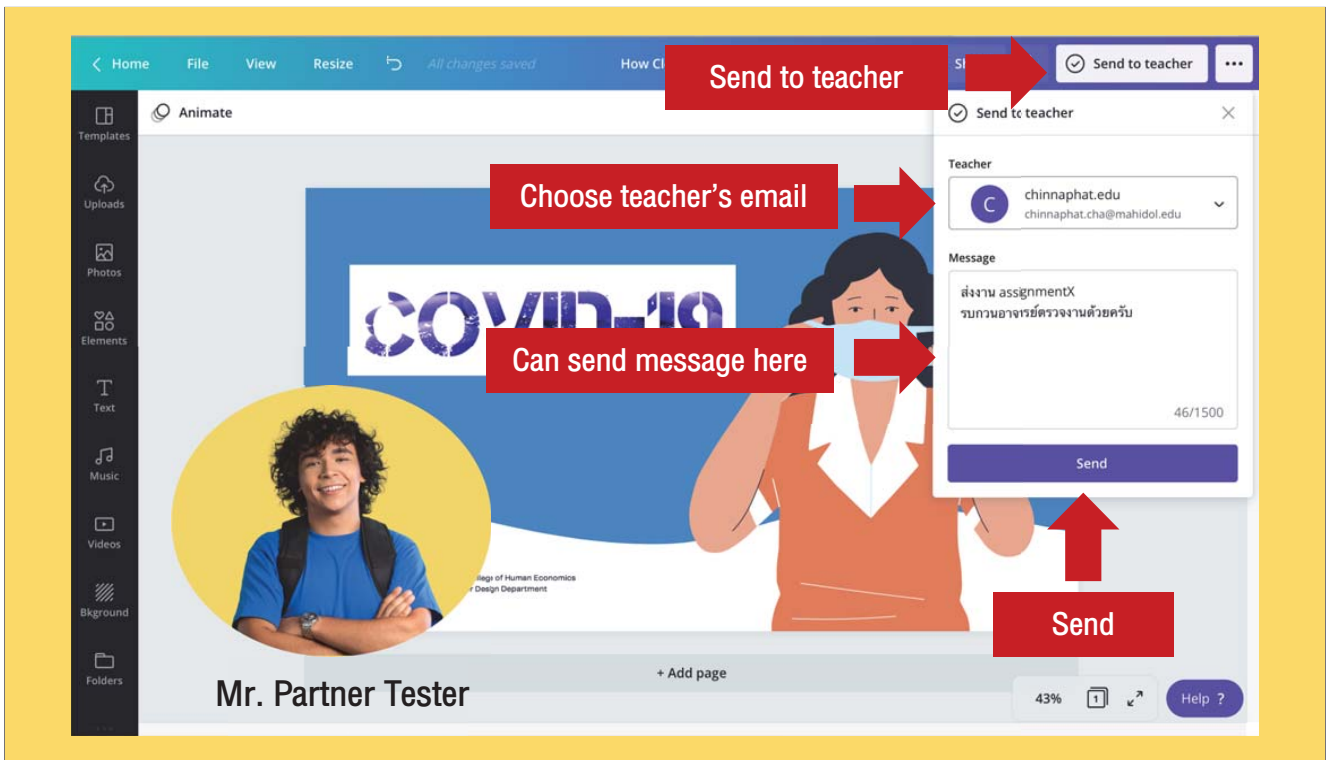 Home File View Resize All changes saved How Cl Send to teacher Send to teacher ...
Templates
Uploads
Photos
Elements
Text
Music
Videos
Bkground
Folders
Animate
Send to teacher
Teacher
C
chinnaphat.edu
chinnaphat.cha@mahidol.edu
Choose teacher's email
Message
ส่งงาน assignmentX
รบกวนอาจารย์ตรวจงานด้วยครับ
46/1500
Can send message here
Send
Send
COVID-19
of Human Economics
Design Department
Mr. Partner Tester
+ Add page
43% 1 Help ?